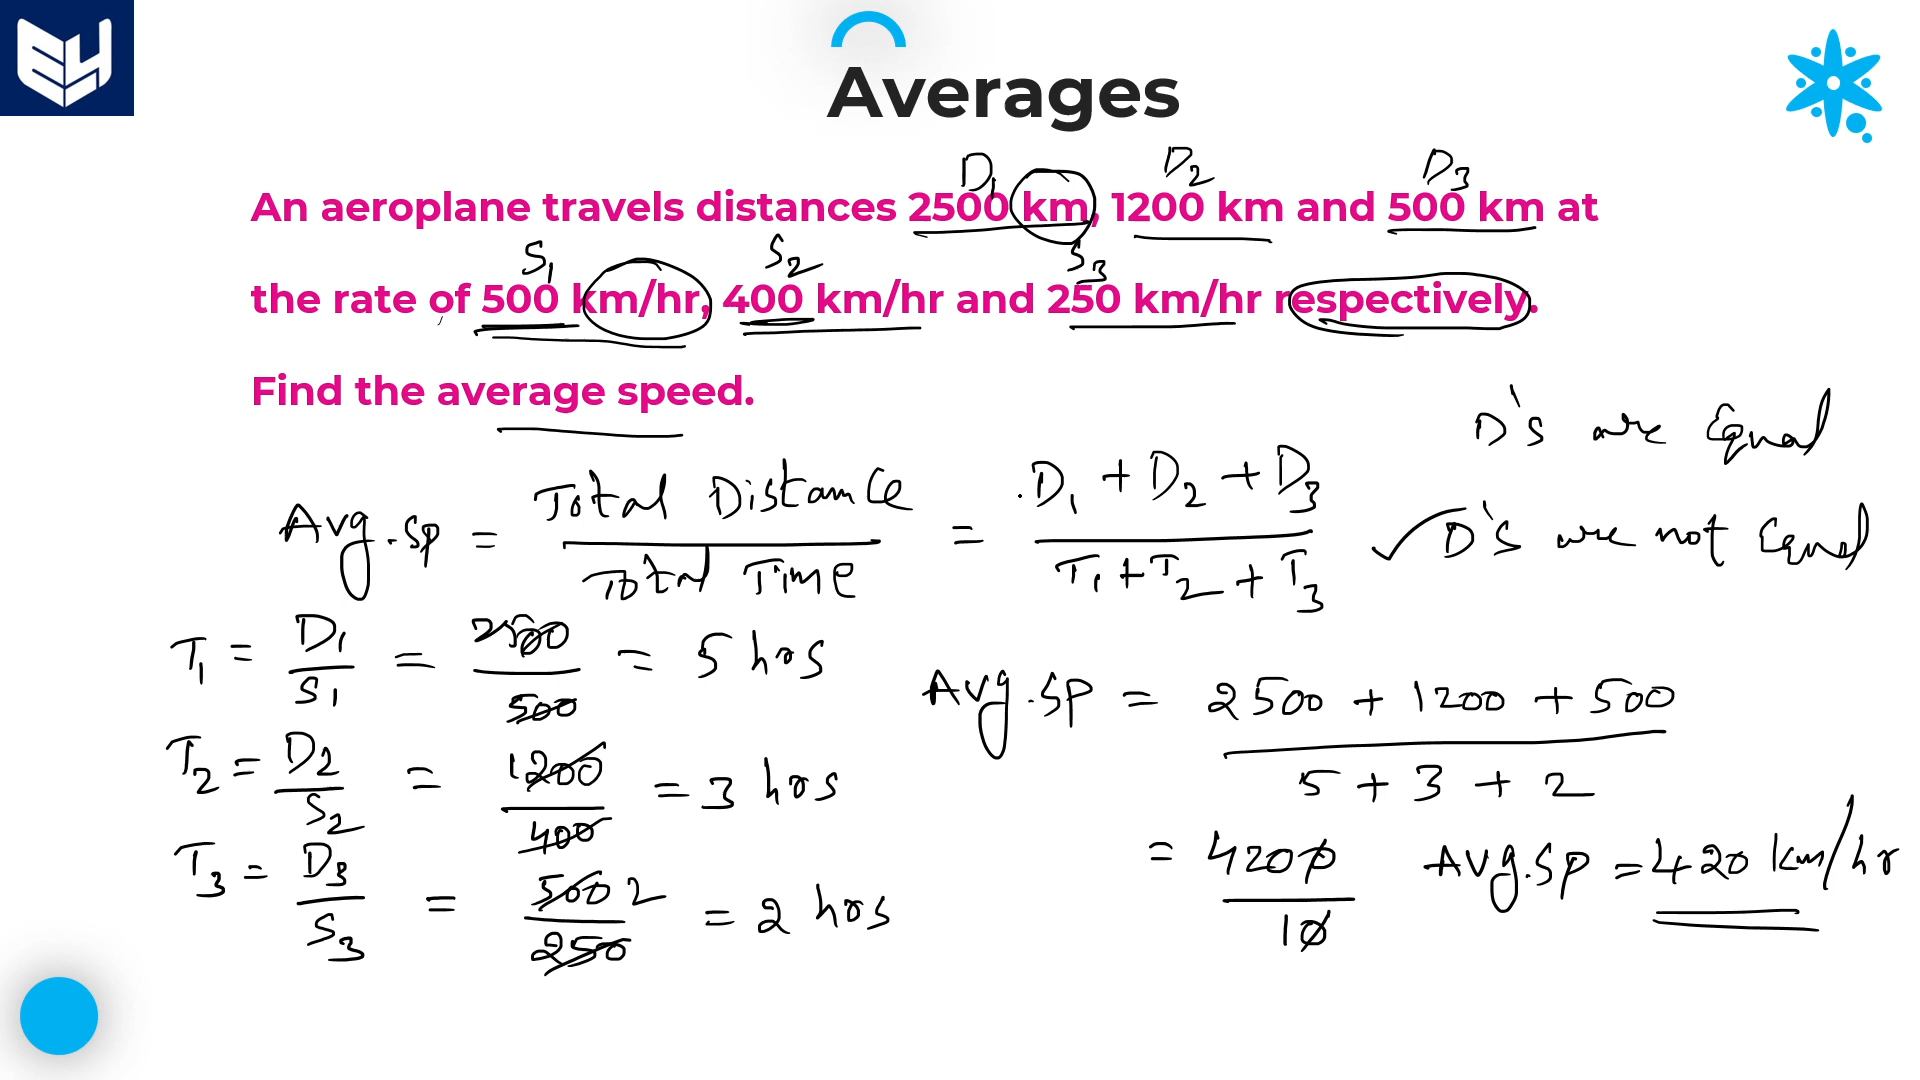 EY
Averages
D1 D2 D3
An aeroplane travels distances 2500 km, 1200 km and 500 km at
S1 S2 S3
the rate of 500 km/hr, 400 km/hr and 250 km/hr respectively.
Find the average speed.
D's are Equal
Avg.sp = Total Distance / Total Time = D1 + D2 + D3 / T1 + T2 + T3
D's are not Equal
T1 = D1/S1 = 2500/500 = 5 hrs
T2 = D2/S2 = 1200/400 = 3 hrs
T3 = D3/S3 = 500/250 2 = 2 hrs
Avg.sp = 2500 + 1200 + 500 / 5 + 3 + 2
= 4200/10 Avg.sp = 420 km/hr